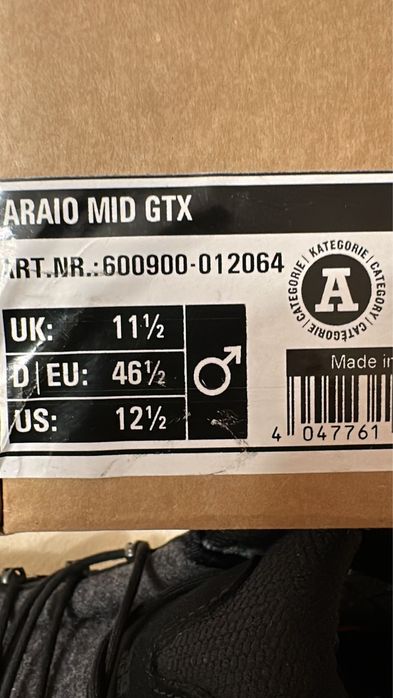 ARAIO MID GTX
ART.NR.:600900-012064
KATEGORIE | CATEGORY | CATÉGORIE | CATEGORIE |
A
UK: 11½
D|EU: 46½
US: 12½
Made in
4 047761